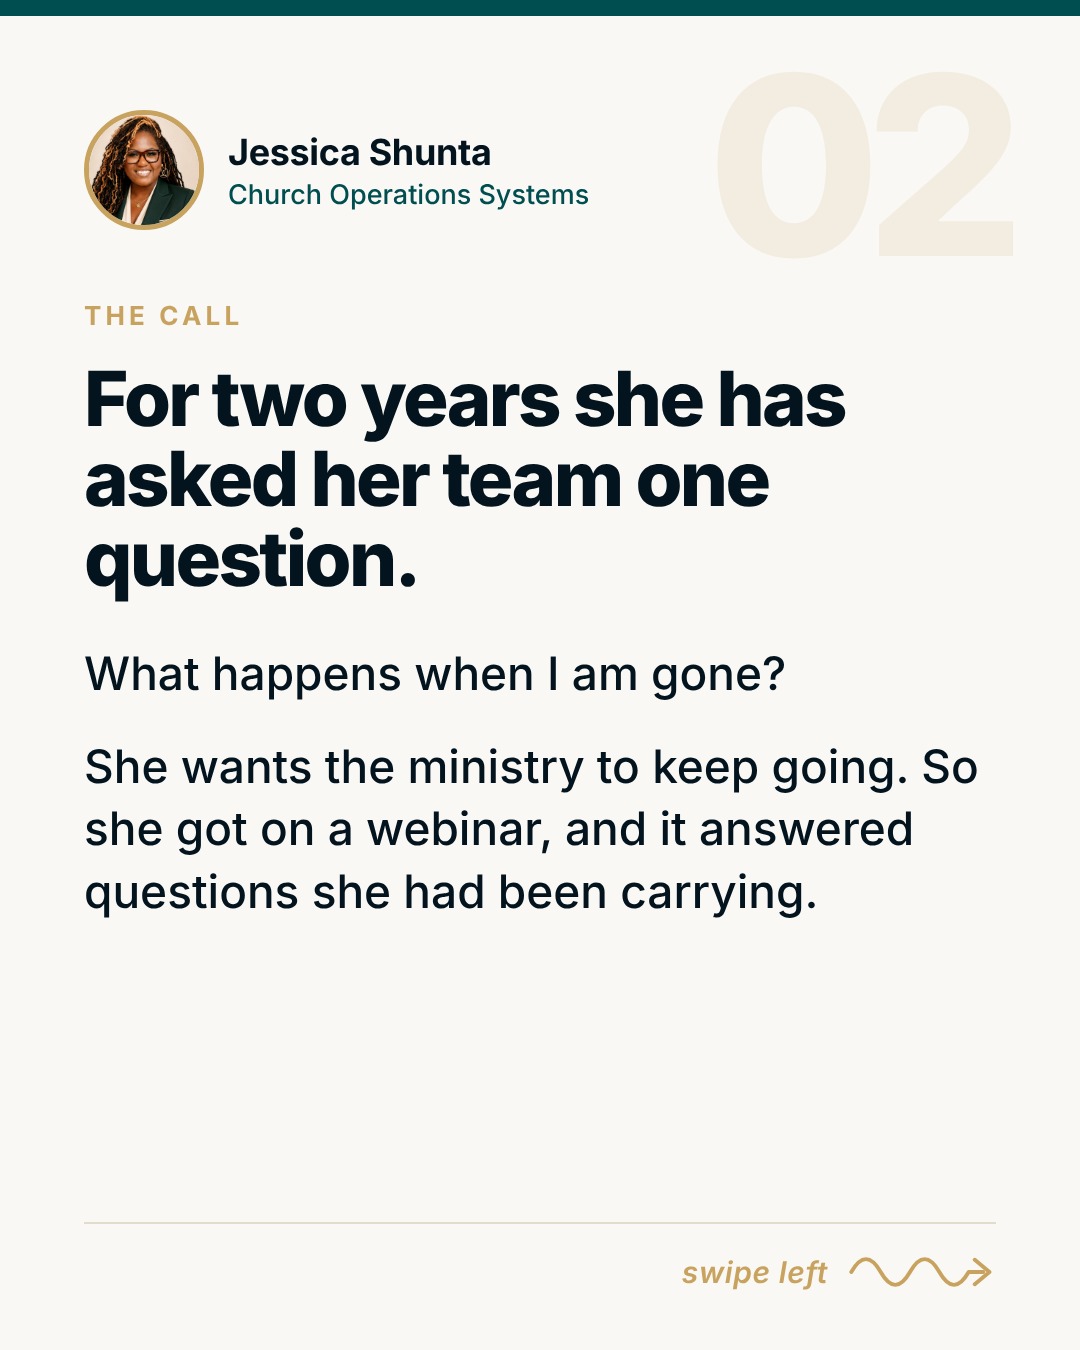 02
Jessica Shunta
Church Operations Systems
THE CALL
For two years she has
asked her team one
question.
What happens when I am gone?
She wants the ministry to keep going. So
she got on a webinar, and it answered
questions she had been carrying.
swipe left